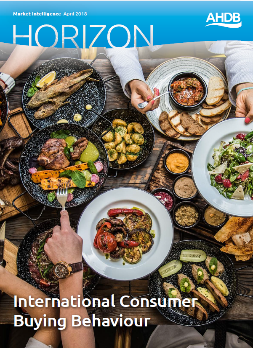 Market Intelligence April 2018
AHDB
HORIZON
International Consumer
Buying Behaviour